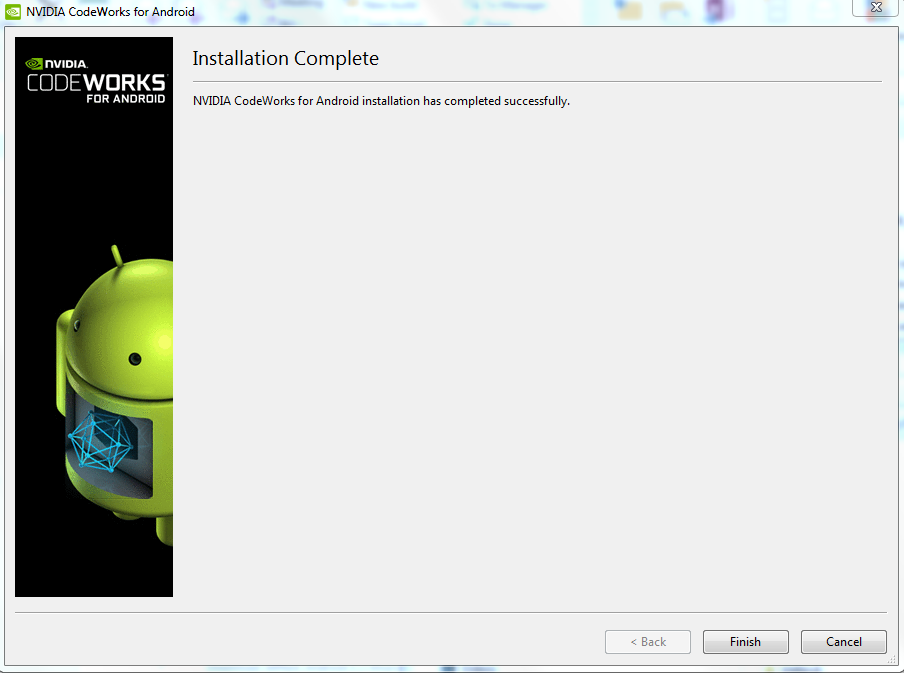 NVIDIA CodeWorks for Android
NVIDIA.
CODEWORKS
FOR ANDROID
Installation Complete
NVIDIA CodeWorks for Android installation has completed successfully.
< Back
Finish
Cancel